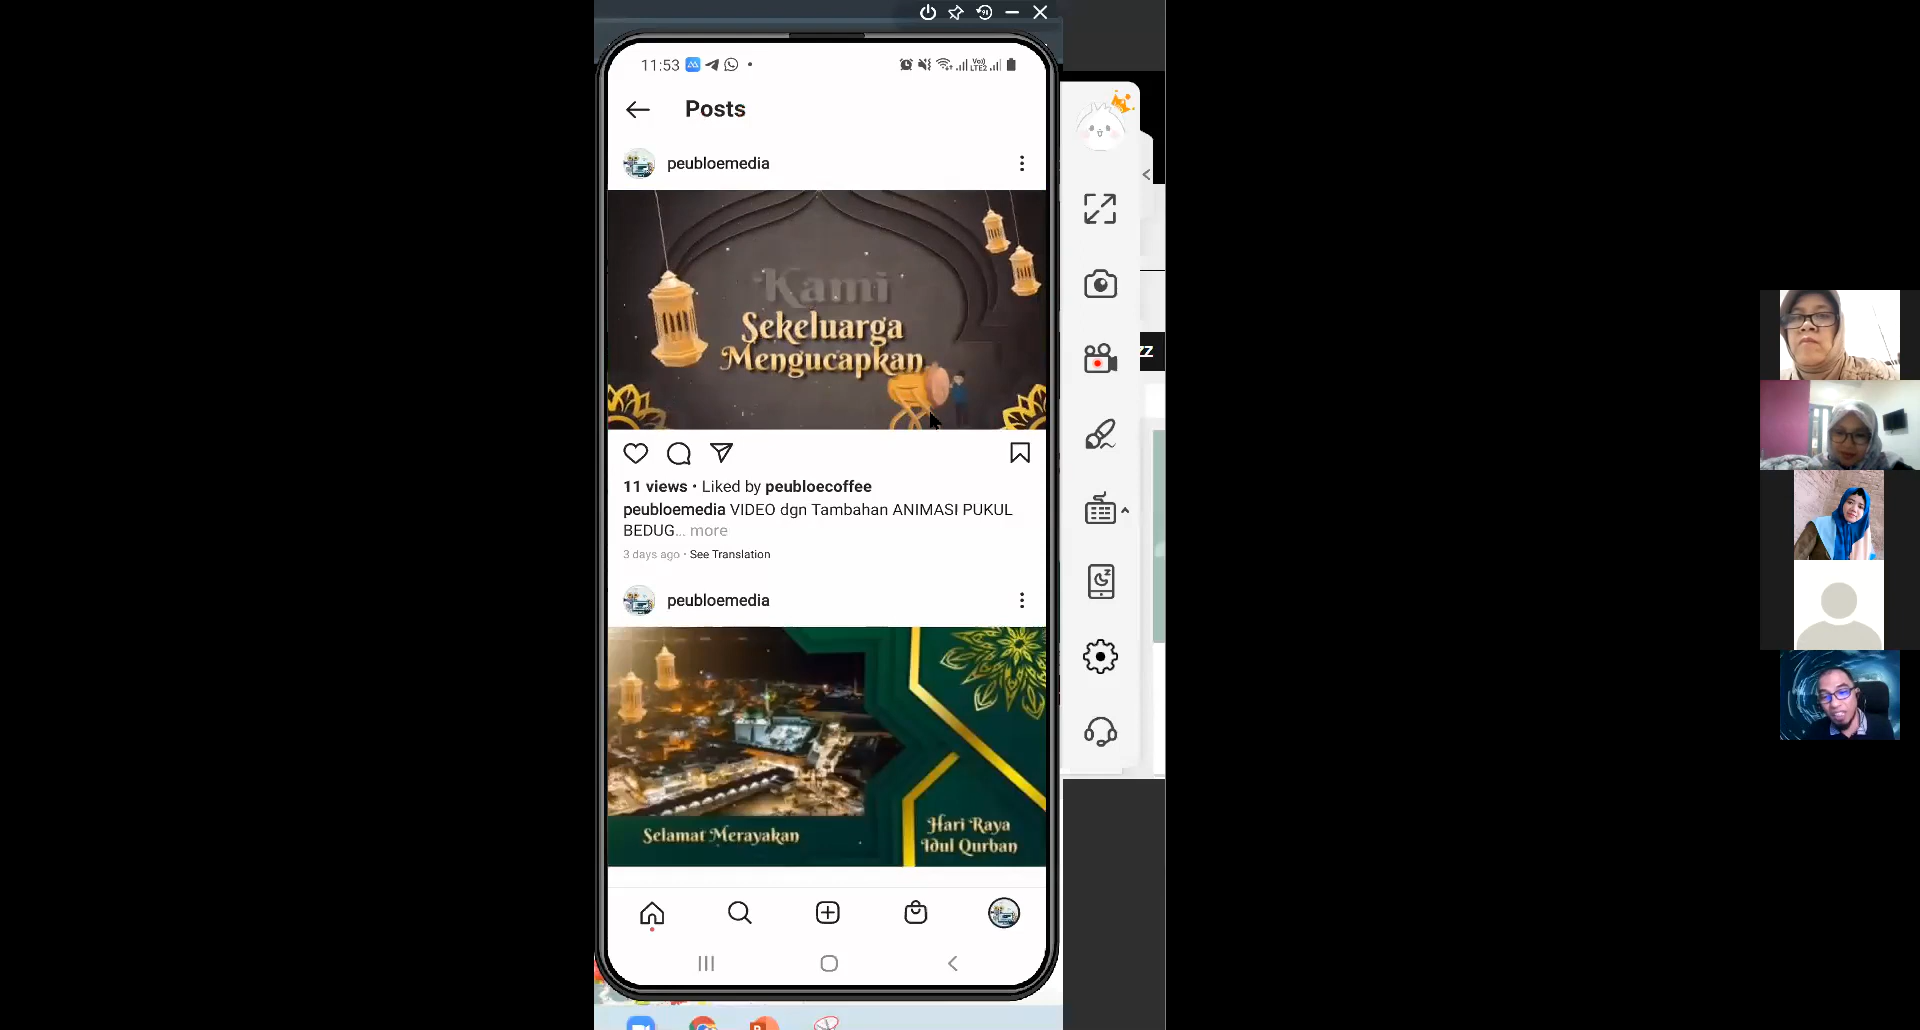 11:53
Posts
peubloemedia
Kami
Sekeluarga
Mengucapkan
11 views • Liked by peubloecoffee
peubloemedia VIDEO dgn Tambahan ANIMASI PUKUL
BEDUG... more
3 days ago • See Translation
peubloemedia
Selamat Merayakan
Hari Raya
Idul Qurban
zz